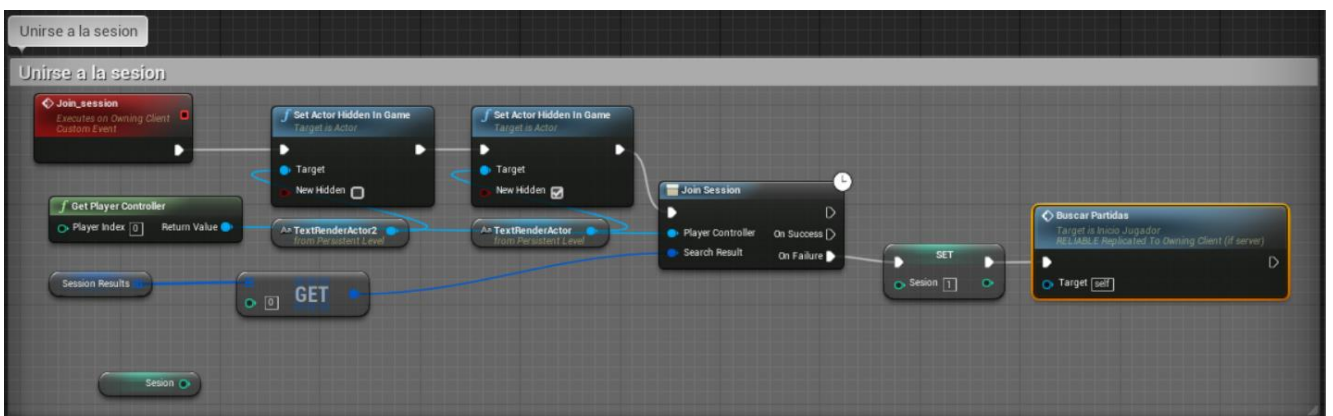 Unirse a la sesion
Unirse a la sesion
Join_session
Executes on Owning Client
Custom Event
Set Actor Hidden In Game
Target is Actor
Target
New Hidden
Set Actor Hidden In Game
Target is Actor
Target
New Hidden
Get Player Controller
Player Index 0 Return Value
TextRenderActor2
from Persistent Level
TextRenderActor
from Persistent Level
Join Session
Player Controller On Success
Search Result On Failure
Session Results
0 GET
SET
Sesion 1
Buscar Partidas
Target is Inicio Jugador
RELIABLE Replicated To Owning Client (if server)
Target self
Sesion